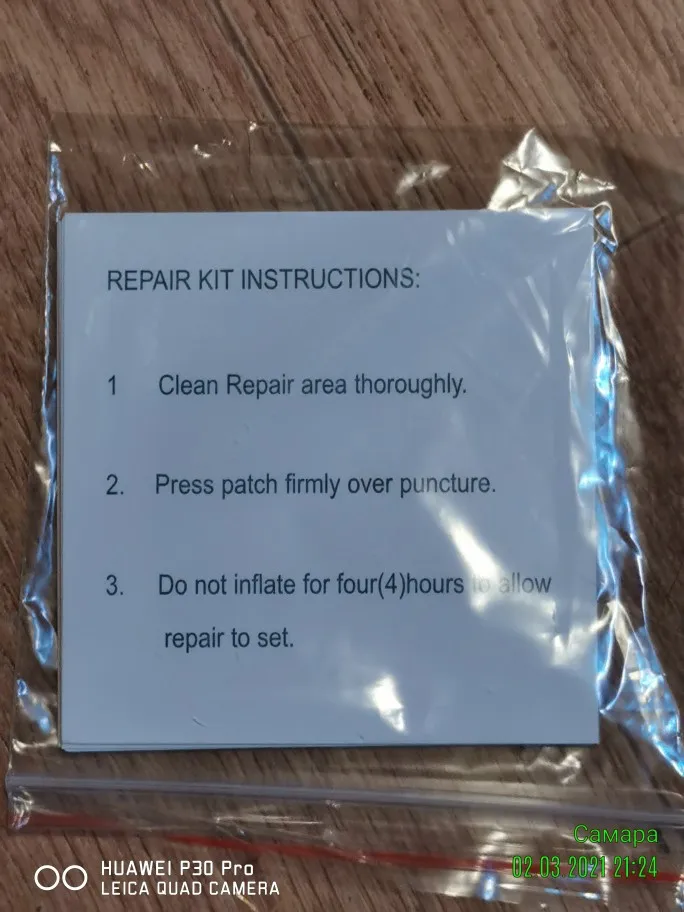 REPAIR KIT INSTRUCTIONS:
1 Clean Repair area thoroughly.
2. Press patch firmly over puncture.
3. Do not inflate for four(4)hours to allow
repair to set.
Самара
02.03.2021 21:24
HUAWEI P30 Pro
LEICA QUAD CAMERA